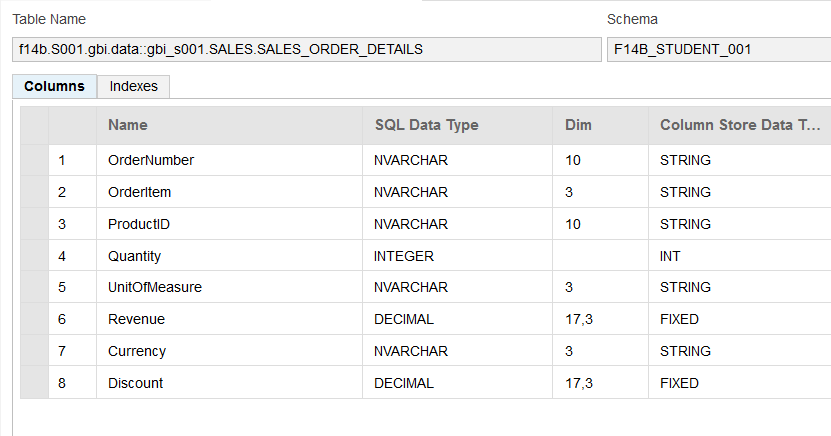 Table Name Schema
f14b.S001.gbi.data::gbi_s001.SALES.SALES_ORDER_DETAILS F14B_STUDENT_001
Columns Indexes
Name SQL Data Type Dim Column Store Data T...
1 OrderNumber NVARCHAR 10 STRING
2 OrderItem NVARCHAR 3 STRING
3 ProductID NVARCHAR 10 STRING
4 Quantity INTEGER INT
5 UnitOfMeasure NVARCHAR 3 STRING
6 Revenue DECIMAL 17,3 FIXED
7 Currency NVARCHAR 3 STRING
8 Discount DECIMAL 17,3 FIXED